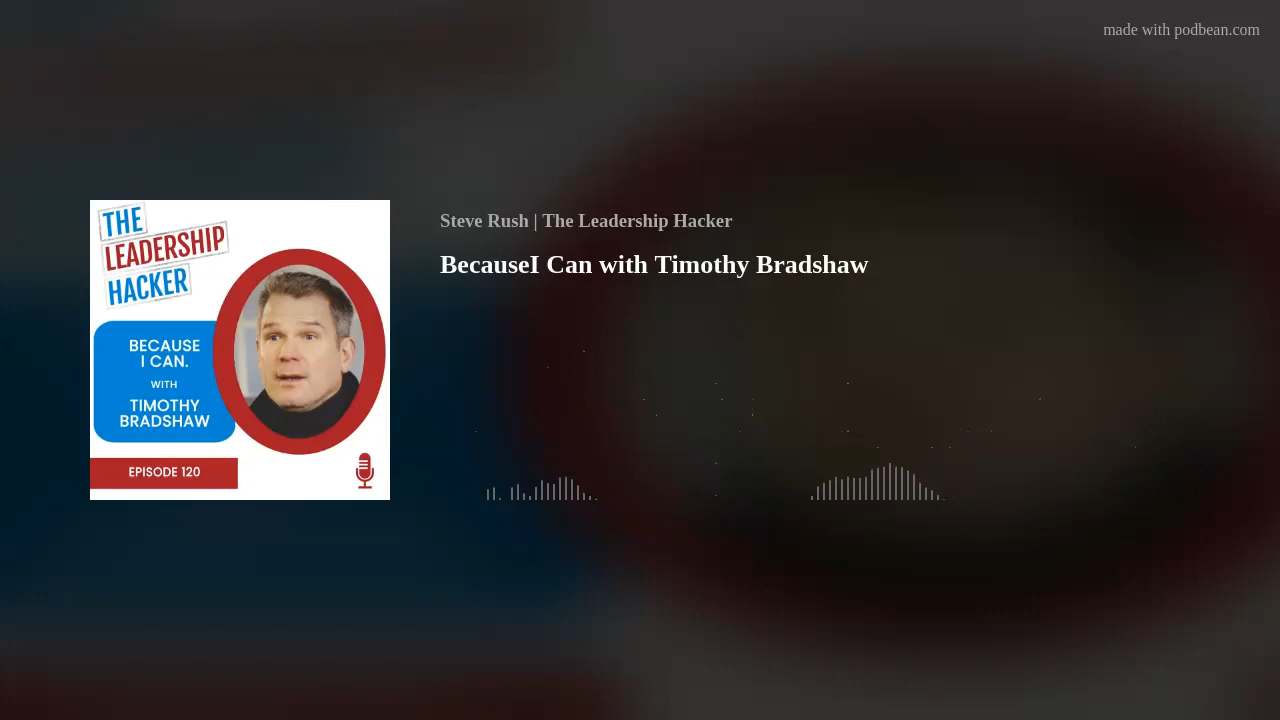 made with podbean.com
THE
LEADERSHIP
HACKER
BECAUSE
I CAN.
WITH
TIMOTHY
BRADSHAW
EPISODE 120
Steve Rush | The Leadership Hacker
BecauseI Can with Timothy Bradshaw